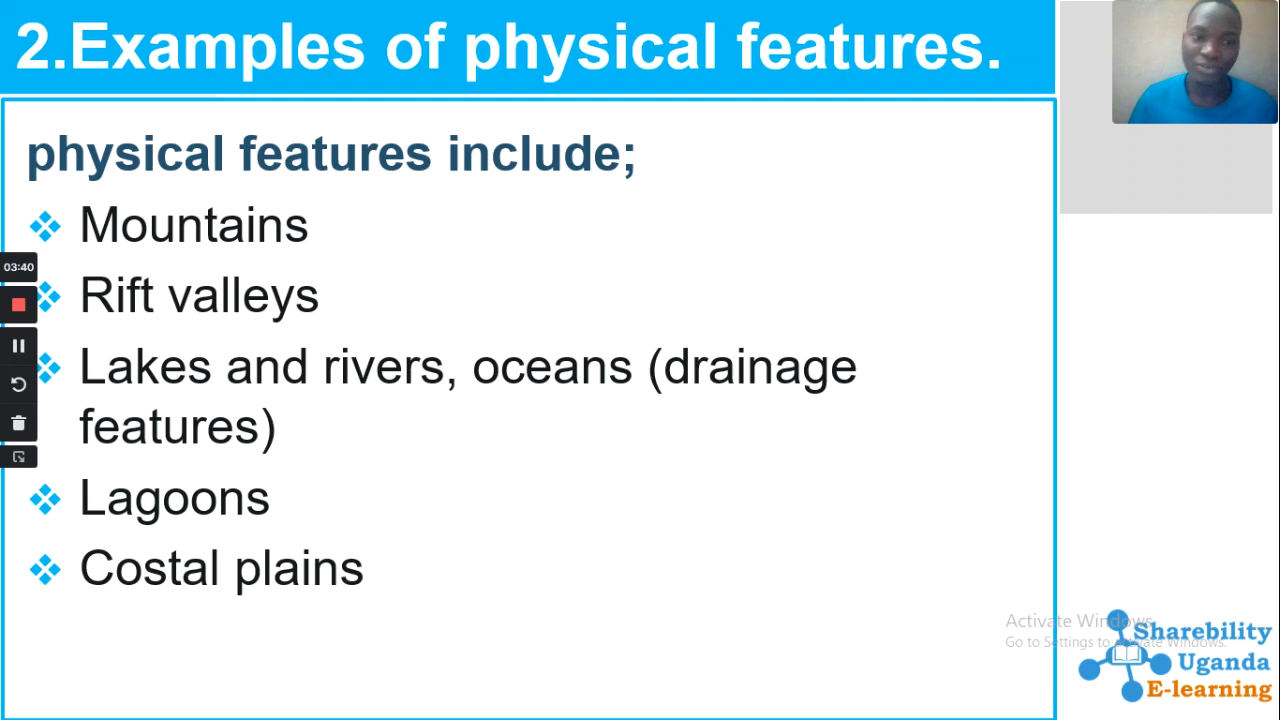 2.Examples of physical features.
physical features include;
Mountains
Rift valleys
Lakes and rivers, oceans (drainage
features)
Lagoons
Costal plains
03:40
Activate Windows
Go to Settings to activate Windows.
Sharebility
Uganda
E-learning